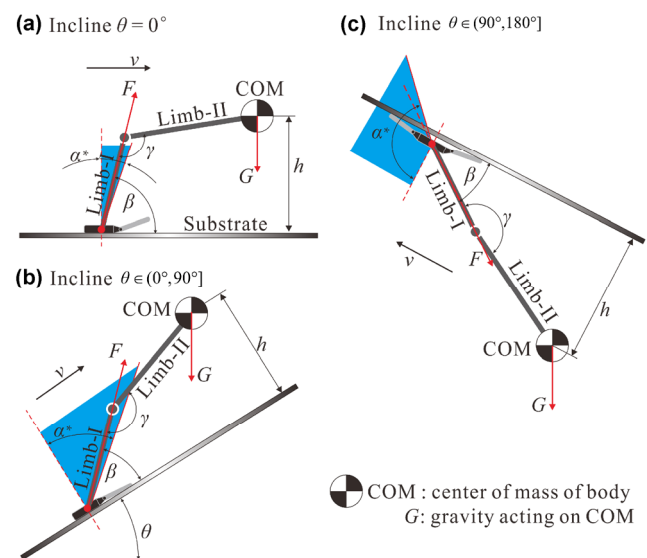 (a) Incline θ = 0°
v
F
COM
Limb-II
α*
γ
Limb-I
G
h
β
Substrate
(b) Incline θ∈(0°,90°]
COM
v
F
Limb-II
h
G
α*
γ
Limb-I
β
θ
(c) Incline θ∈(90°,180°]
α*
β
Limb-I
γ
v
F
Limb-II
h
COM
G
COM : center of mass of body
G: gravity acting on COM